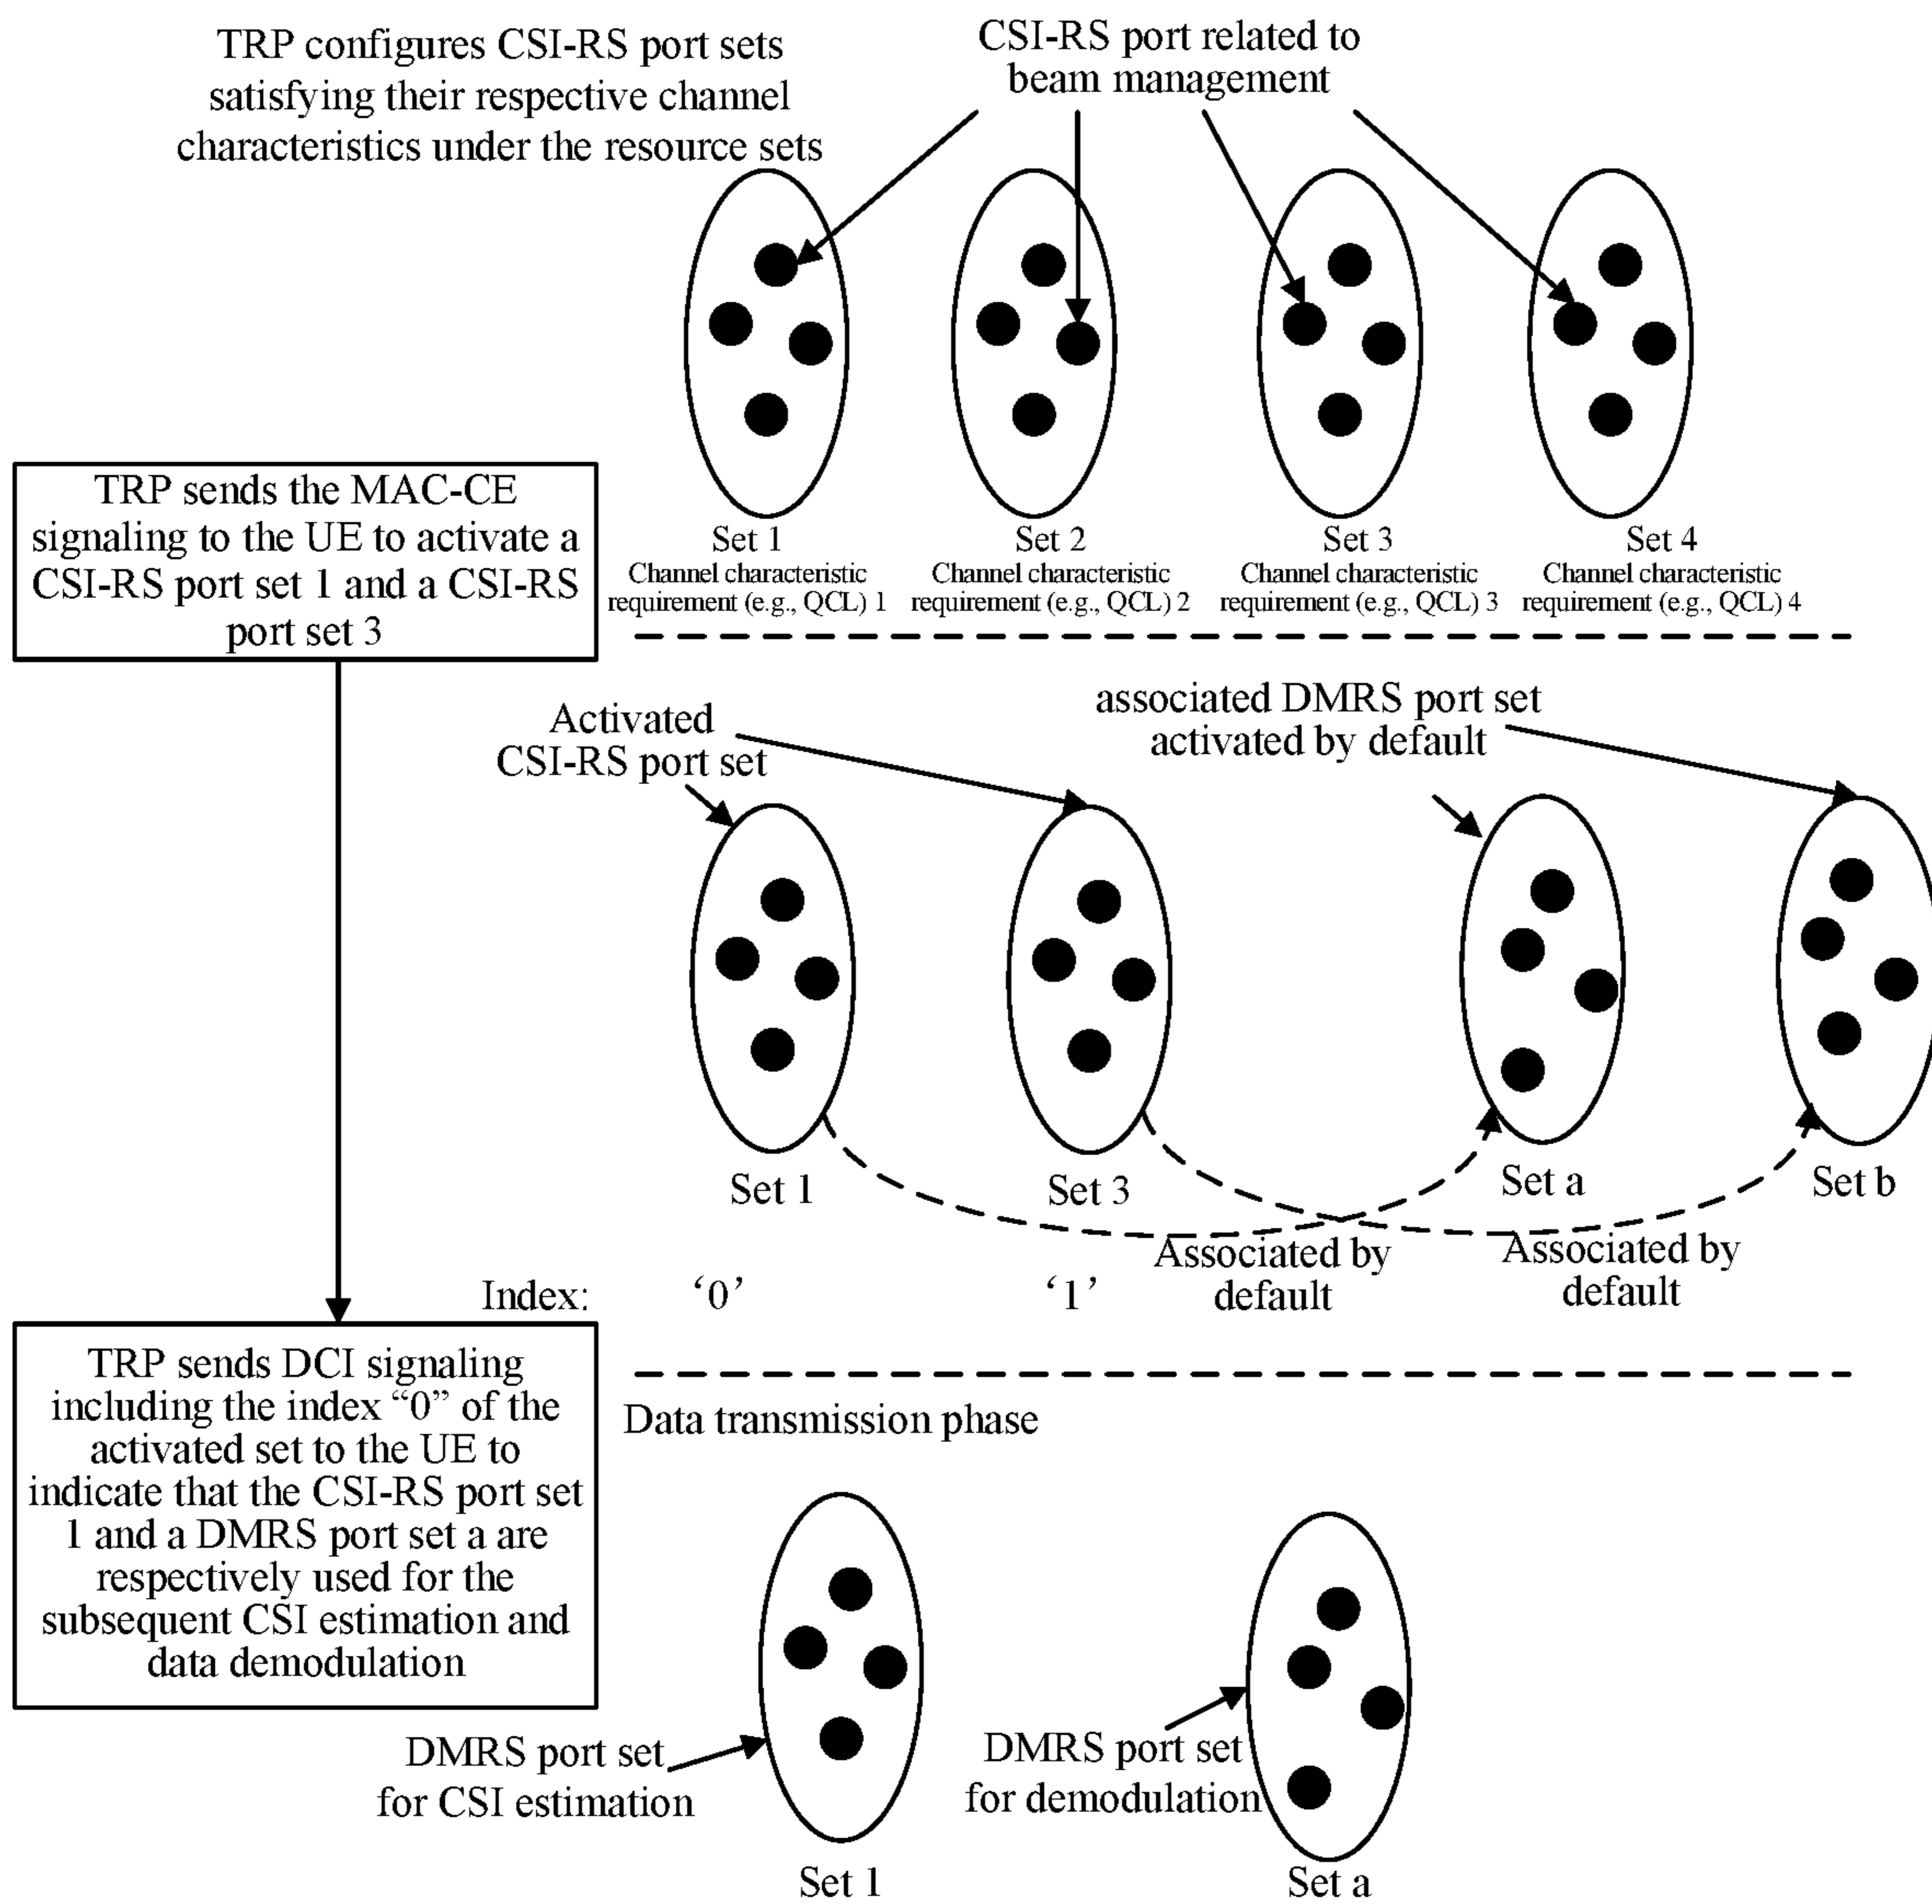 TRP configures CSI-RS port sets
satisfying their respective channel
characteristics under the resource sets
CSI-RS port related to
beam management
Set 1
Channel characteristic
requirement (e.g., QCL) 1
Set 2
Channel characteristic
requirement (e.g., QCL) 2
Set 3
Channel characteristic
requirement (e.g., QCL) 3
Set 4
Channel characteristic
requirement (e.g., QCL) 4
TRP sends the MAC-CE
signaling to the UE to activate a
CSI-RS port set 1 and a CSI-RS
port set 3
Activated
CSI-RS port set
associated DMRS port set
activated by default
Set 1
Set 3
Set a
Set b
Associated by
default
Associated by
default
Index:
‘0’
‘1’
TRP sends DCI signaling
including the index “0” of the
activated set to the UE to
indicate that the CSI-RS port set
1 and a DMRS port set a are
respectively used for the
subsequent CSI estimation and
data demodulation
Data transmission phase
DMRS port set
for CSI estimation
DMRS port set
for demodulation
Set 1
Set a